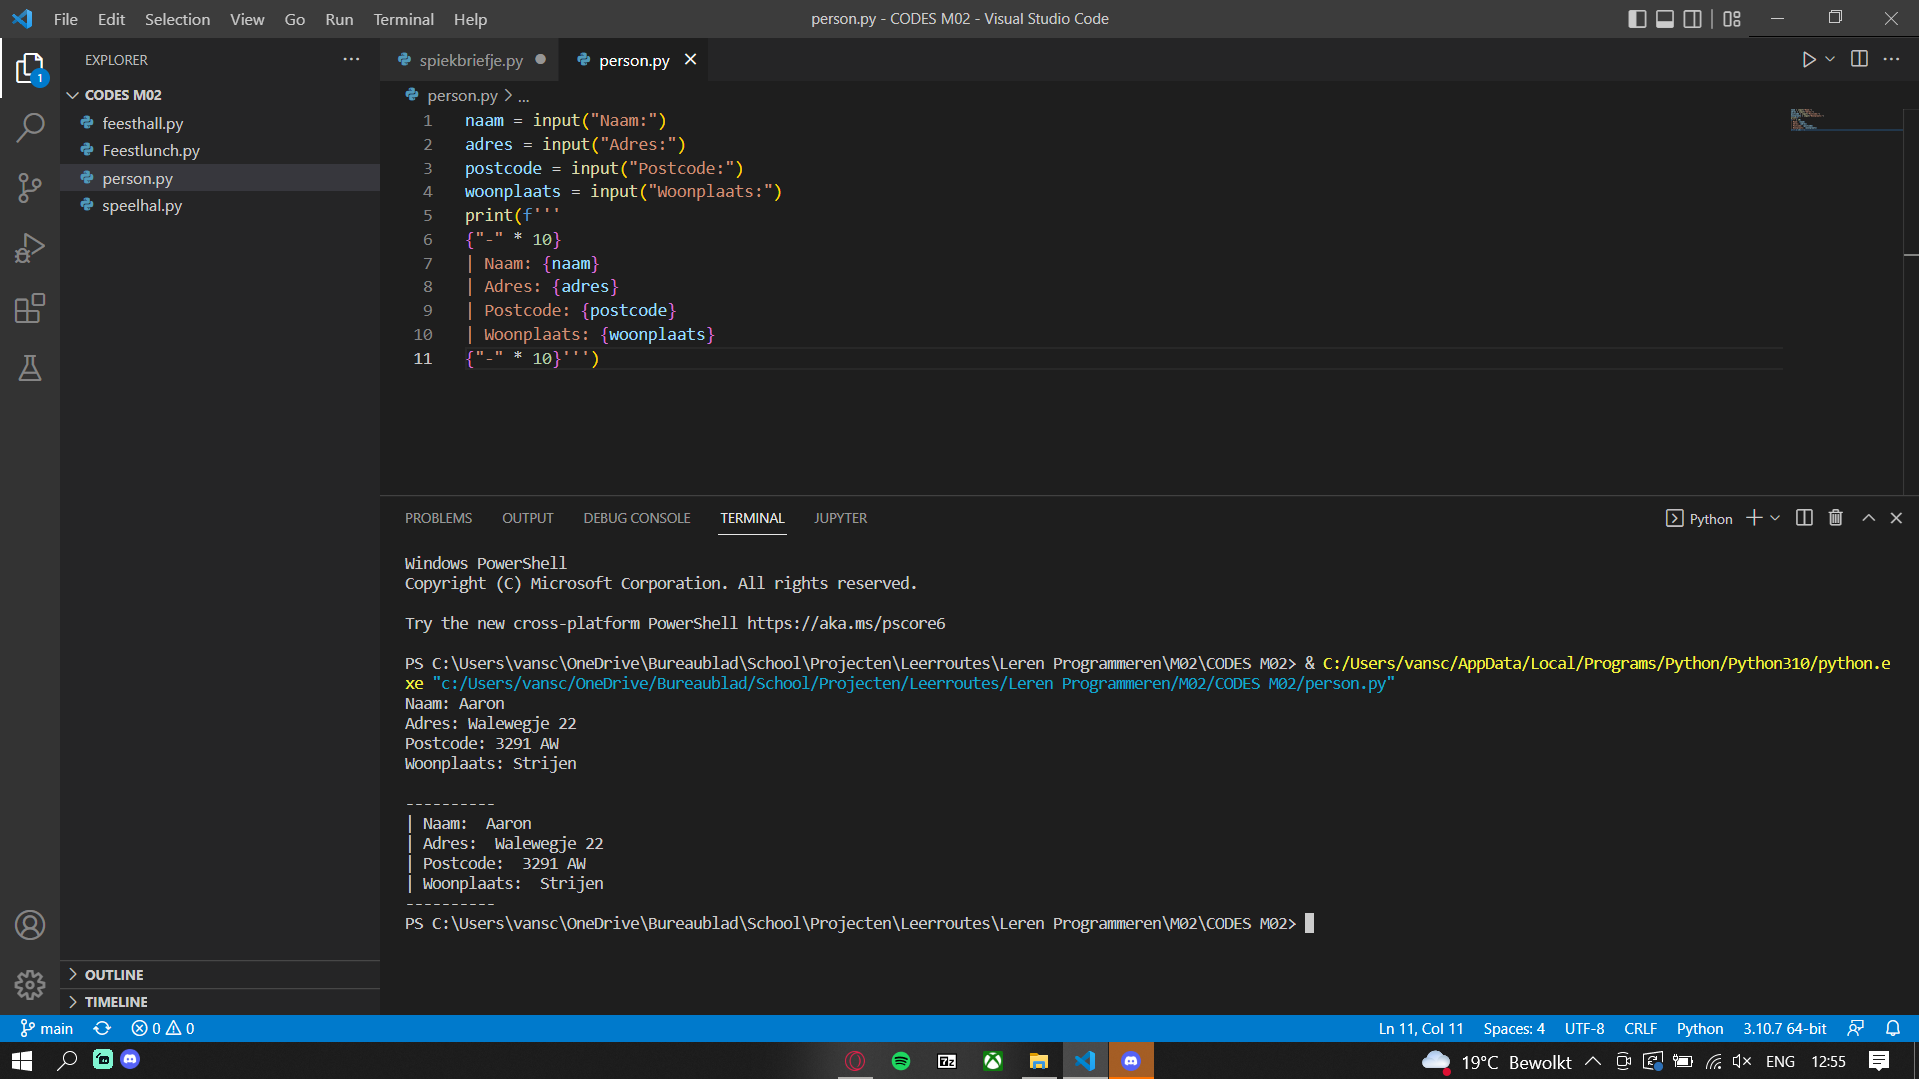 File Edit Selection View Go Run Terminal Help
person.py - CODES M02 - Visual Studio Code
EXPLORER
1
CODES M02
feesthall.py
Feestlunch.py
person.py
speelhal.py
OUTLINE
TIMELINE
spiekbriefje.py
person.py
person.py > ...
1 naam = input("Naam:")
2 adres = input("Adres:")
3 postcode = input("Postcode:")
4 woonplaats = input("Woonplaats:")
5 print(f'''
6 {"-" * 10}
7 | Naam: {naam}
8 | Adres: {adres}
9 | Postcode: {postcode}
10 | Woonplaats: {woonplaats}
11 {"-" * 10}''')
PROBLEMS OUTPUT DEBUG CONSOLE TERMINAL JUPYTER
Python
Windows PowerShell
Copyright (C) Microsoft Corporation. All rights reserved.
Try the new cross-platform PowerShell https://aka.ms/pscore6
PS C:\Users\vansc\OneDrive\Bureaublad\School\Projecten\Leerroutes\Leren Programmeren\M02\CODES M02> & C:/Users/vansc/AppData/Local/Programs/Python/Python310/python.e
xe "c:/Users/vansc/OneDrive/Bureaublad/School/Projecten/Leerroutes/Leren Programmeren/M02/CODES M02/person.py"
Naam: Aaron
Adres: Walewegje 22
Postcode: 3291 AW
Woonplaats: Strijen
----------
| Naam:  Aaron
| Adres:  Walewegje 22
| Postcode:  3291 AW
| Woonplaats:  Strijen
----------
PS C:\Users\vansc\OneDrive\Bureaublad\School\Projecten\Leerroutes\Leren Programmeren\M02\CODES M02>
main 0 0
Ln 11, Col 11 Spaces: 4 UTF-8 CRLF Python 3.10.7 64-bit
7z
19°C Bewolkt ENG 12:55